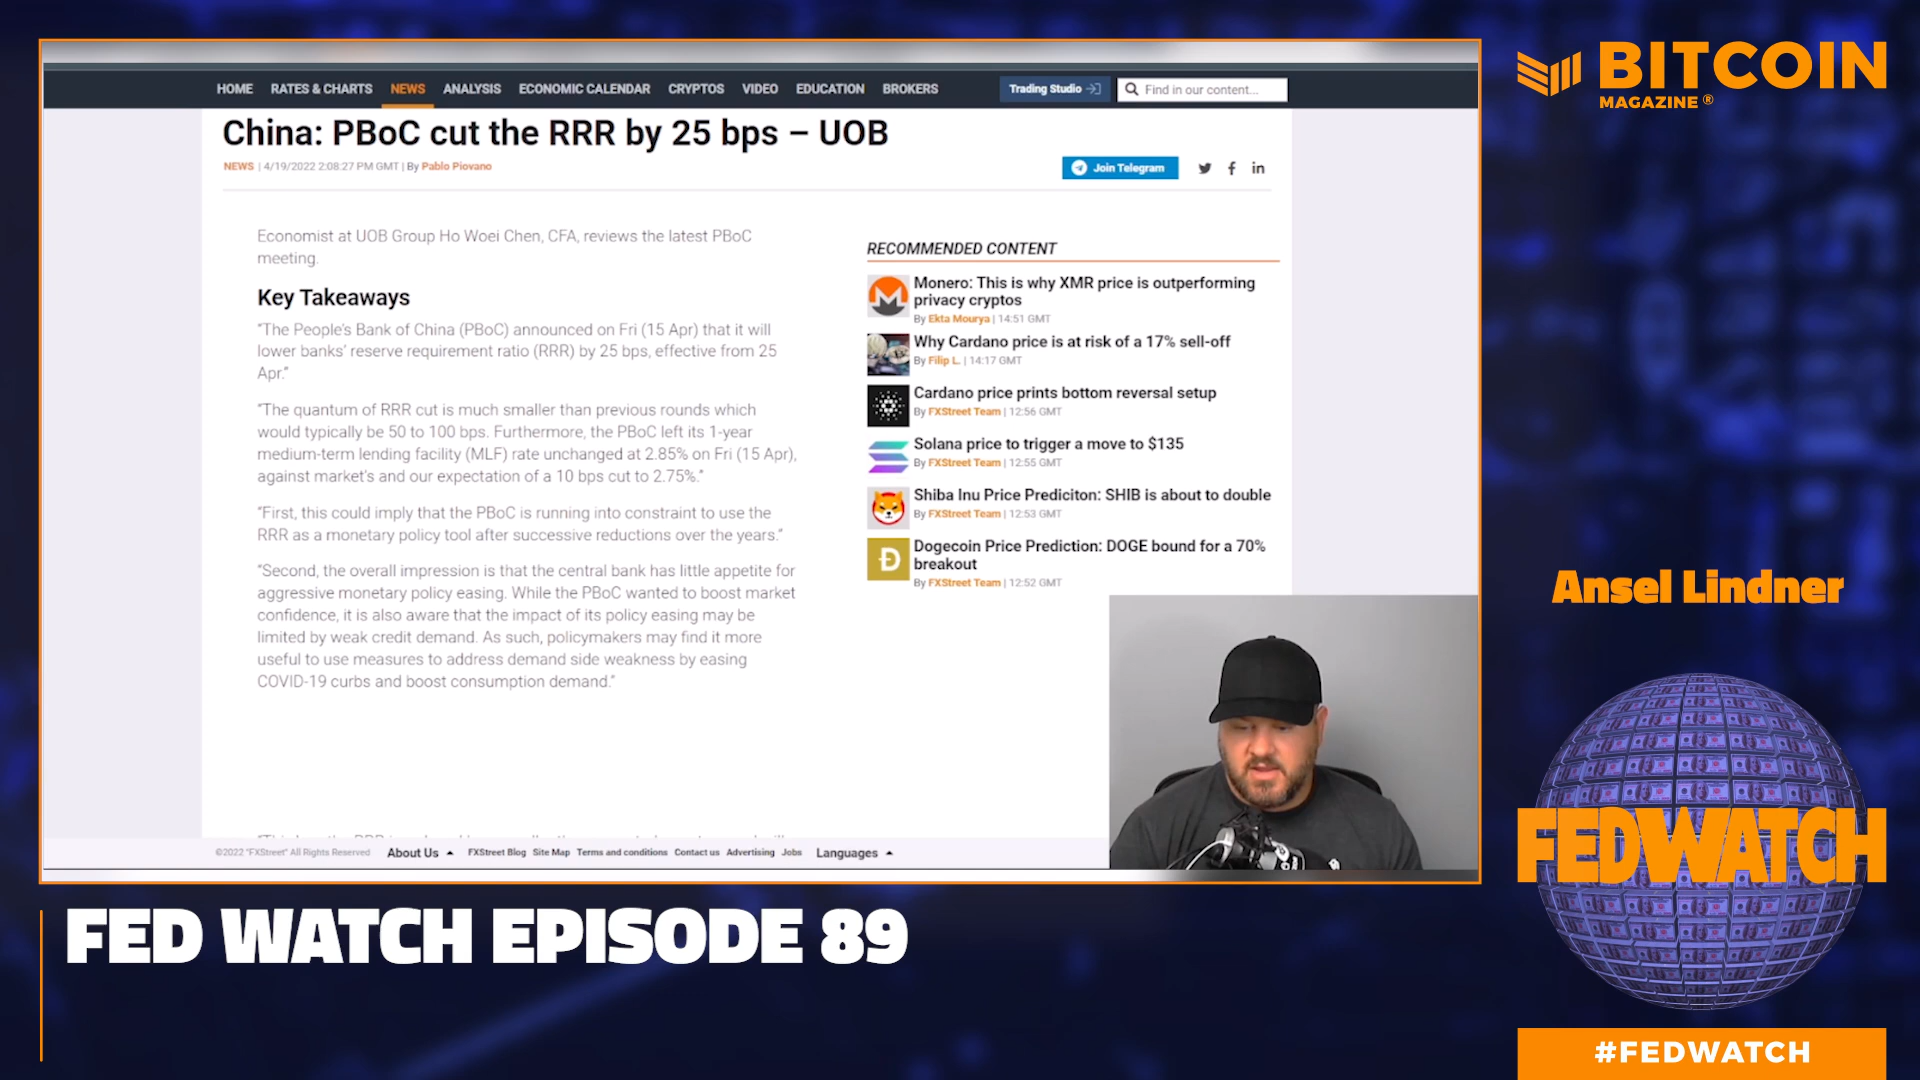 HOME RATES & CHARTS NEWS ANALYSIS ECONOMIC CALENDAR CRYPTOS VIDEO EDUCATION BROKERS Trading Studio Find in our content...
China: PBoC cut the RRR by 25 bps – UOB
NEWS | 4/19/2022 2:08:27 PM GMT | By Pablo Piovano
Join Telegram
Economist at UOB Group Ho Woei Chen, CFA, reviews the latest PBoC
meeting.
Key Takeaways
“The People’s Bank of China (PBoC) announced on Fri (15 Apr) that it will
lower banks’ reserve requirement ratio (RRR) by 25 bps, effective from 25
Apr.”
“The quantum of RRR cut is much smaller than previous rounds which
would typically be 50 to 100 bps. Furthermore, the PBoC left its 1-year
medium-term lending facility (MLF) rate unchanged at 2.85% on Fri (15 Apr),
against market’s and our expectation of a 10 bps cut to 2.75%.”
“First, this could imply that the PBoC is running into constraint to use the
RRR as a monetary policy tool after successive reductions over the years.”
“Second, the overall impression is that the central bank has little appetite for
aggressive monetary policy easing. While the PBoC wanted to boost market
confidence, it is also aware that the impact of its policy easing may be
limited by weak credit demand. As such, policymakers may find it more
useful to use measures to address demand side weakness by easing
COVID-19 curbs and boost consumption demand.”
RECOMMENDED CONTENT
Monero: This is why XMR price is outperforming
privacy cryptos
By Ekta Mourya | 14:51 GMT
Why Cardano price is at risk of a 17% sell-off
By Filip L. | 14:17 GMT
Cardano price prints bottom reversal setup
By FXStreet Team | 12:56 GMT
Solana price to trigger a move to $135
By FXStreet Team | 12:55 GMT
Shiba Inu Price Prediciton: SHIB is about to double
By FXStreet Team | 12:53 GMT
Dogecoin Price Prediction: DOGE bound for a 70%
breakout
By FXStreet Team | 12:52 GMT
©2022 "FXStreet" All Rights Reserved About Us FXStreet Blog Site Map Terms and conditions Contact us Advertising Jobs Languages
FED WATCH EPISODE 89
BITCOIN
MAGAZINE ®
Ansel Lindner
FEDWATCH
#FEDWATCH